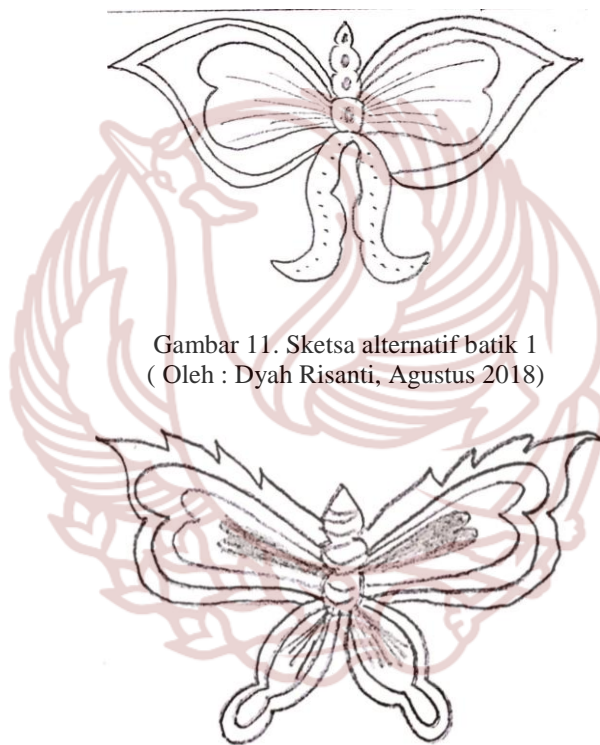 Gambar 11. Sketsa alternatif batik 1
( Oleh : Dyah Risanti, Agustus 2018)